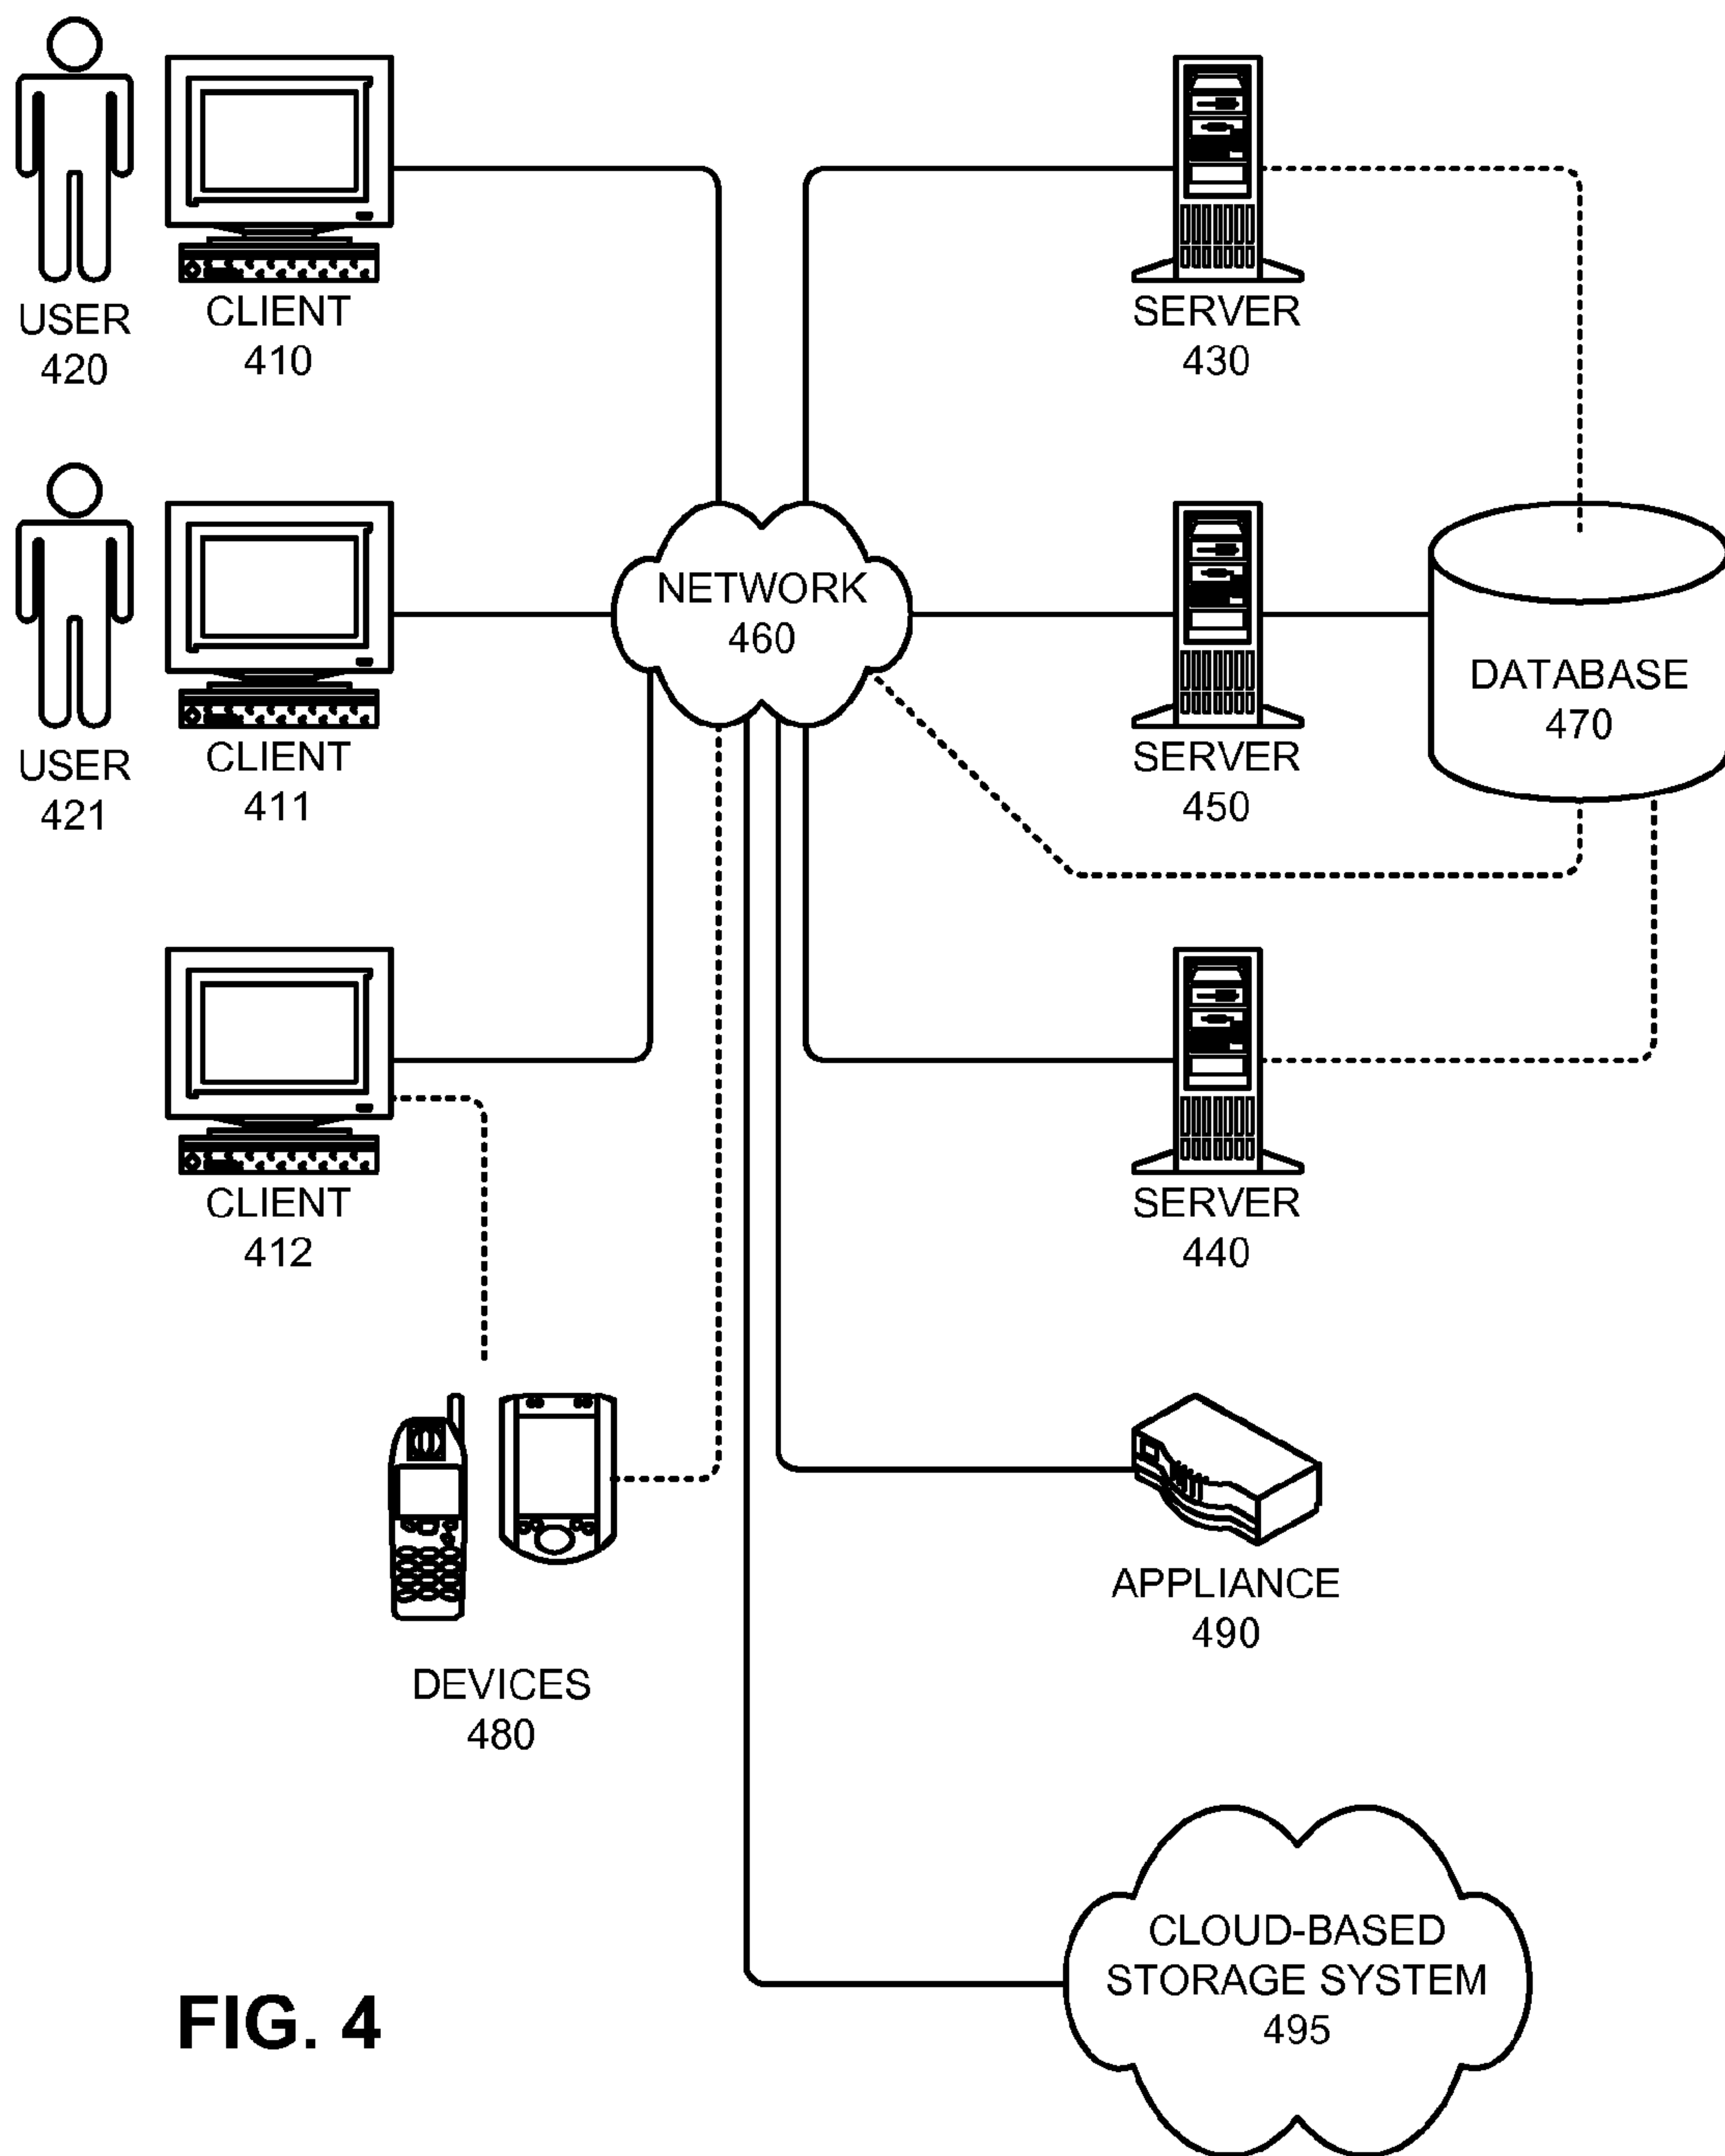 USER
420
CLIENT
410
SERVER
430
USER
421
CLIENT
411
NETWORK
460
SERVER
450
DATABASE
470
CLIENT
412
SERVER
440
DEVICES
480
APPLIANCE
490
CLOUD-BASED
STORAGE SYSTEM
495
FIG. 4